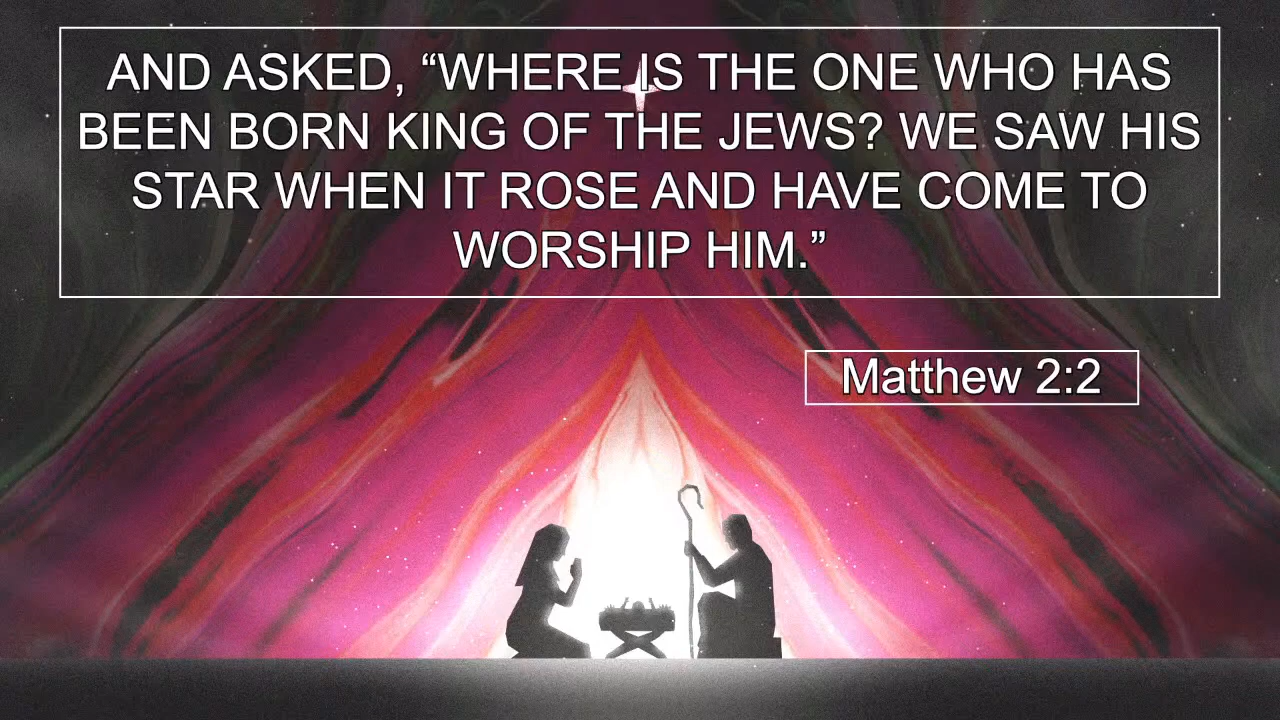 AND ASKED, “WHERE IS THE ONE WHO HAS
BEEN BORN KING OF THE JEWS? WE SAW HIS
STAR WHEN IT ROSE AND HAVE COME TO
WORSHIP HIM.”
Matthew 2:2